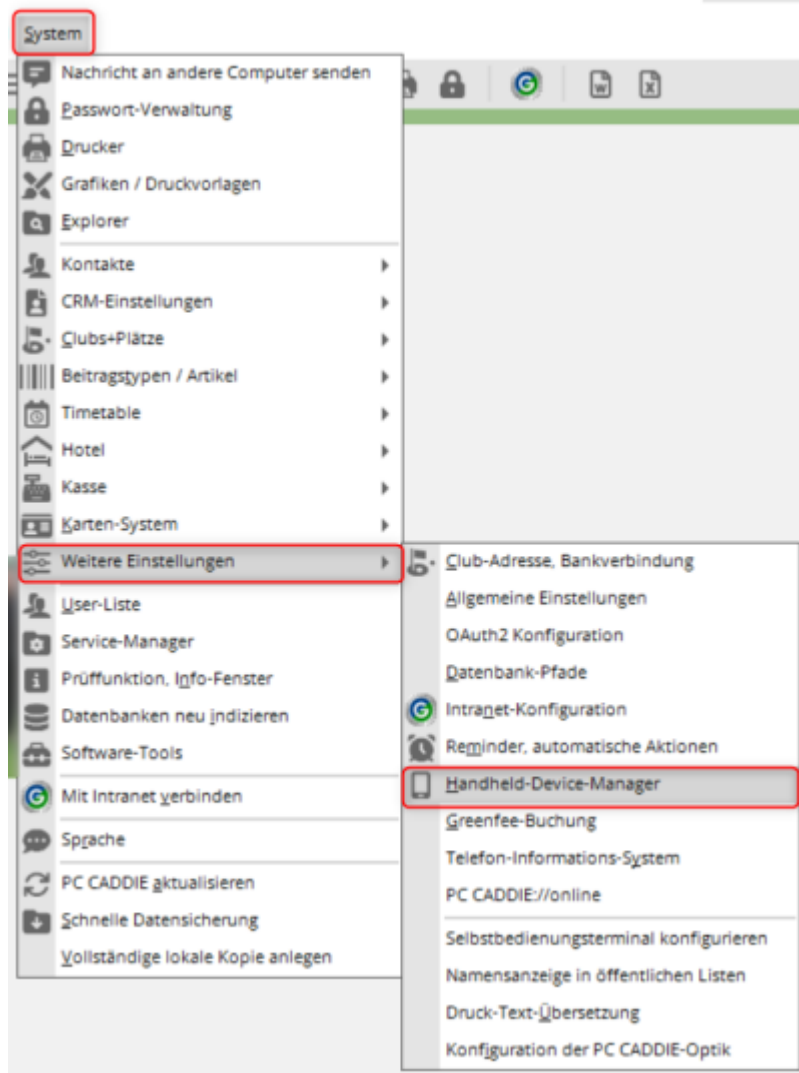 System
Nachricht an andere Computer senden
Passwort-Verwaltung
Drucker
Grafiken / Druckvorlagen
Explorer
Kontakte
CRM-Einstellungen
Clubs+Plätze
Beitragstypen / Artikel
Timetable
Hotel
Kasse
Karten-System
Weitere Einstellungen
User-Liste
Service-Manager
Prüffunktion, Info-Fenster
Datenbanken neu indizieren
Software-Tools
Mit Intranet verbinden
Sprache
PC CADDIE aktualisieren
Schnelle Datensicherung
Vollständige lokale Kopie anlegen
Club-Adresse, Bankverbindung
Allgemeine Einstellungen
OAuth2 Konfiguration
Datenbank-Pfade
Intranet-Konfiguration
Reminder, automatische Aktionen
Handheld-Device-Manager
Greenfee-Buchung
Telefon-Informations-System
PC CADDIE://online
Selbstbedienungsterminal konfigurieren
Namensanzeige in öffentlichen Listen
Druck-Text-Übersetzung
Konfiguration der PC CADDIE-Optik